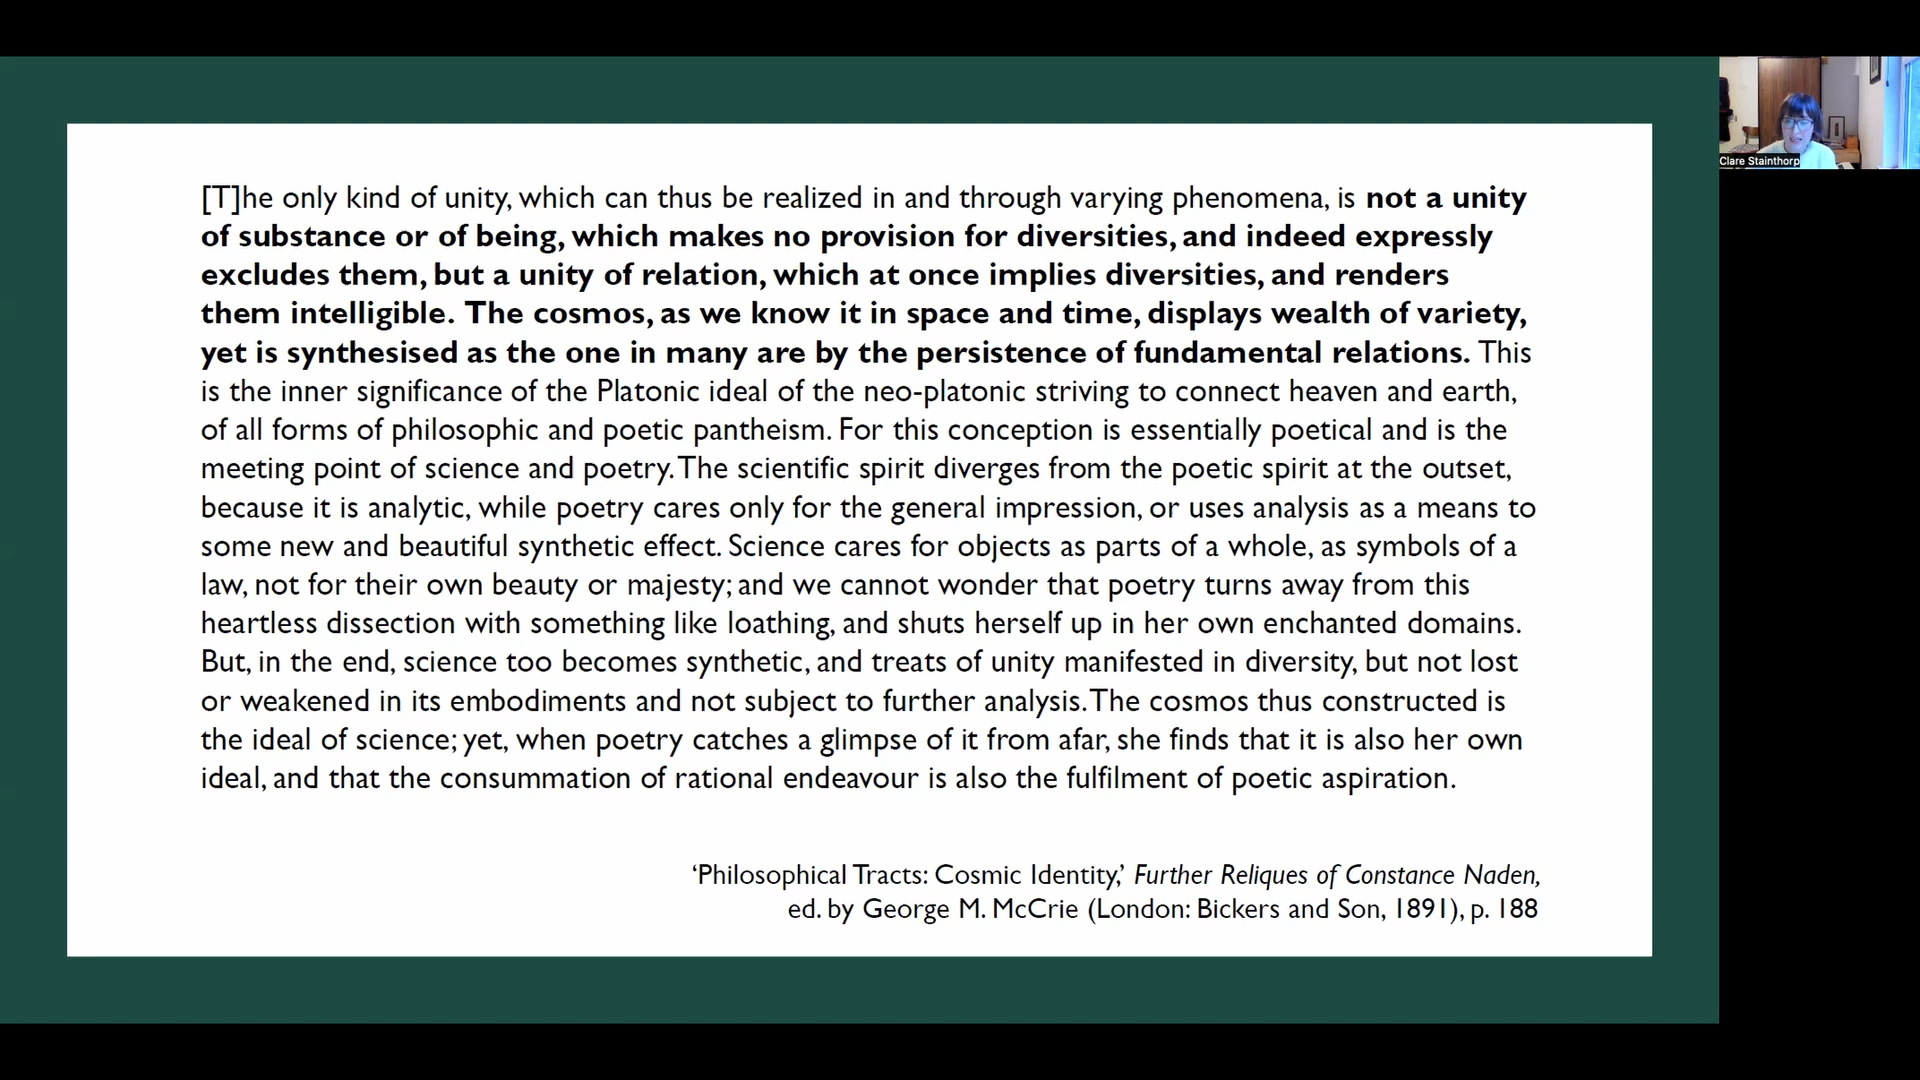 [T]he only kind of unity, which can thus be realized in and through varying phenomena, is not a unity
of substance or of being, which makes no provision for diversities, and indeed expressly
excludes them, but a unity of relation, which at once implies diversities, and renders
them intelligible. The cosmos, as we know it in space and time, displays wealth of variety,
yet is synthesised as the one in many are by the persistence of fundamental relations. This
is the inner significance of the Platonic ideal of the neo-platonic striving to connect heaven and earth,
of all forms of philosophic and poetic pantheism. For this conception is essentially poetical and is the
meeting point of science and poetry. The scientific spirit diverges from the poetic spirit at the outset,
because it is analytic, while poetry cares only for the general impression, or uses analysis as a means to
some new and beautiful synthetic effect. Science cares for objects as parts of a whole, as symbols of a
law, not for their own beauty or majesty; and we cannot wonder that poetry turns away from this
heartless dissection with something like loathing, and shuts herself up in her own enchanted domains.
But, in the end, science too becomes synthetic, and treats of unity manifested in diversity, but not lost
or weakened in its embodiments and not subject to further analysis. The cosmos thus constructed is
the ideal of science; yet, when poetry catches a glimpse of it from afar, she finds that it is also her own
ideal, and that the consummation of rational endeavour is also the fulfilment of poetic aspiration.
‘Philosophical Tracts: Cosmic Identity,’ Further Reliques of Constance Naden,
ed. by George M. McCrie (London: Bickers and Son, 1891), p. 188
Clare Stainthorp